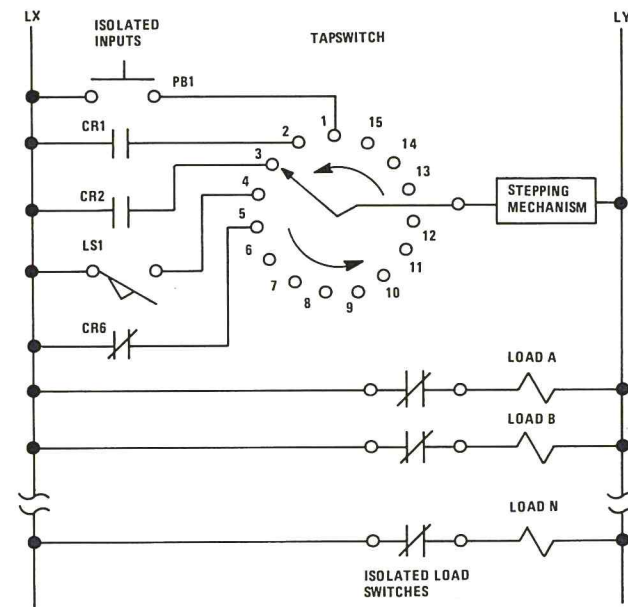 LX
LY
ISOLATED
INPUTS
TAPSWITCH
PB1
CR1
CR2
LS1
CR6
1
2
3
4
5
6
7
8
9
10
11
12
13
14
15
STEPPING
MECHANISM
LOAD A
LOAD B
LOAD N
ISOLATED LOAD
SWITCHES